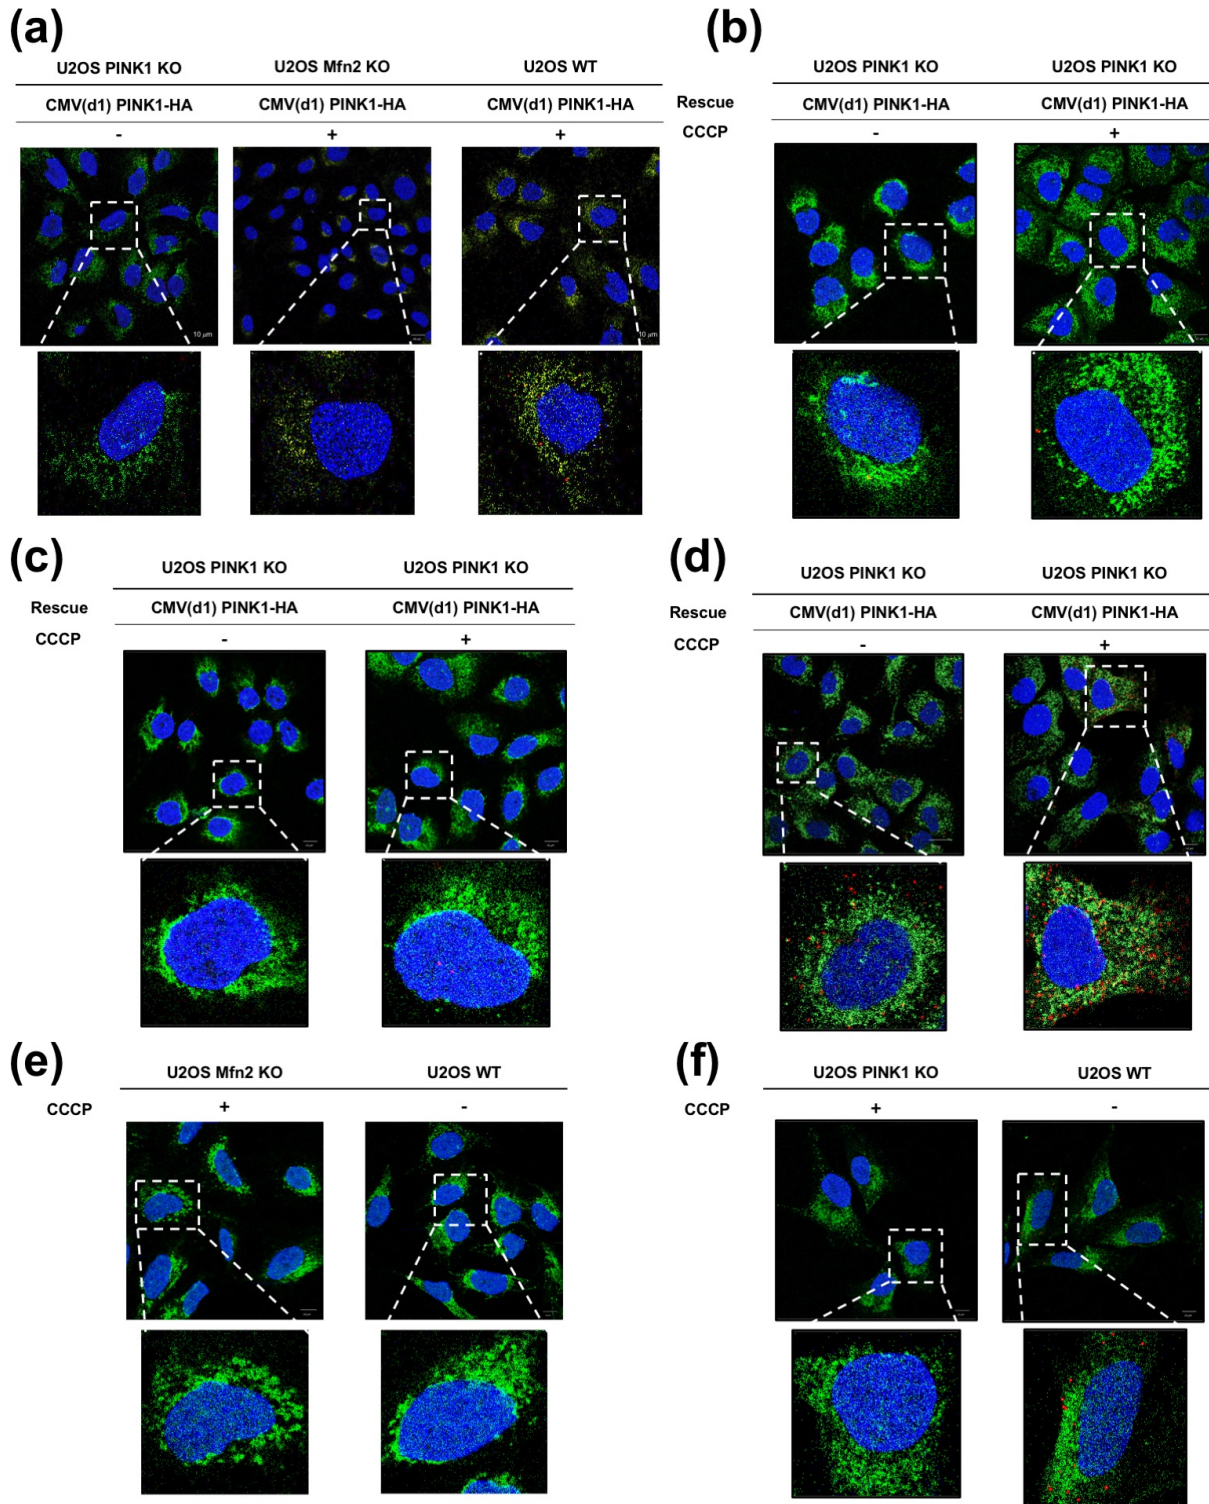 (a)
U2OS PINK1 KO U2OS Mfn2 KO U2OS WT
CMV(d1) PINK1-HA CMV(d1) PINK1-HA CMV(d1) PINK1-HA
- + +
10 µm 10 µm
(b)
U2OS PINK1 KO U2OS PINK1 KO
Rescue CMV(d1) PINK1-HA CMV(d1) PINK1-HA
CCCP - +
(c)
U2OS PINK1 KO U2OS PINK1 KO
Rescue CMV(d1) PINK1-HA CMV(d1) PINK1-HA
CCCP - +
(d)
U2OS PINK1 KO U2OS PINK1 KO
Rescue CMV(d1) PINK1-HA CMV(d1) PINK1-HA
CCCP - +
(e)
U2OS Mfn2 KO U2OS WT
CCCP + -
(f)
U2OS PINK1 KO U2OS WT
CCCP + -